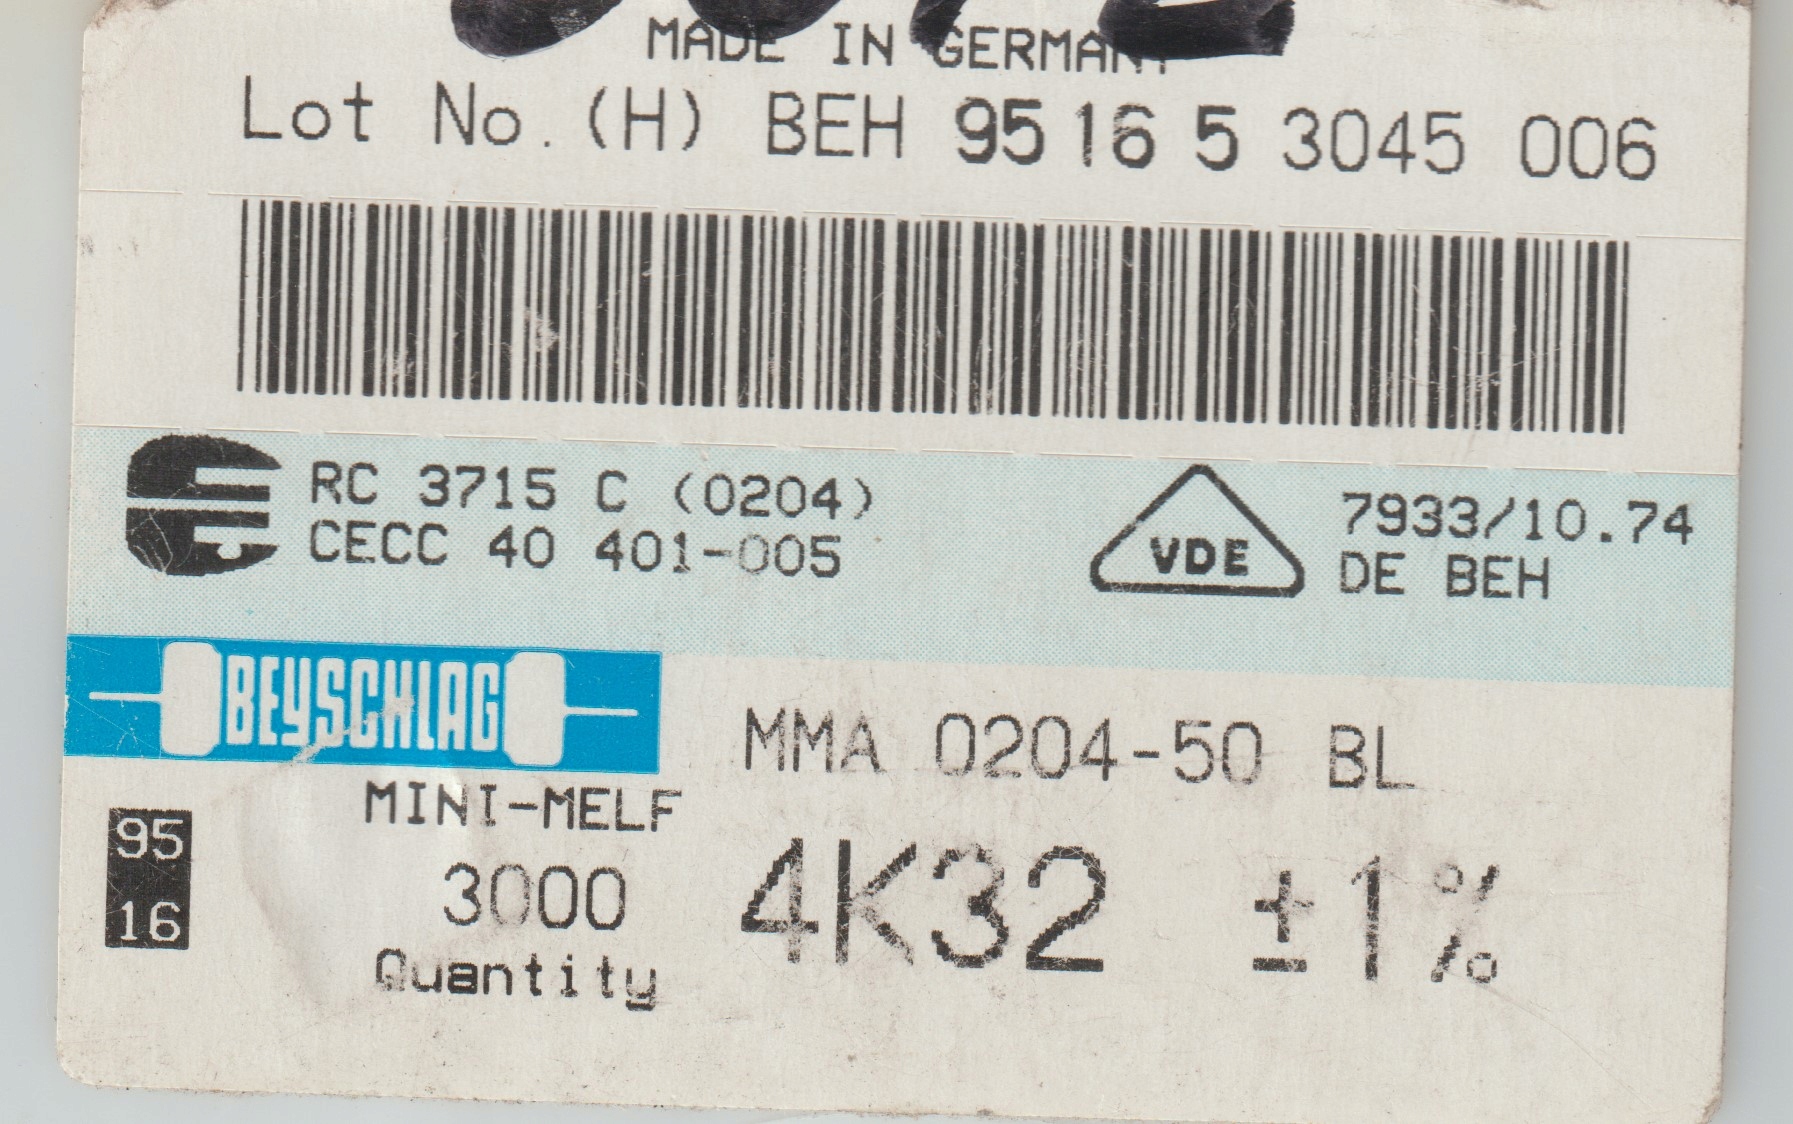 MADE IN GERMANY
Lot No. (H) BEH 95 16 5 3045 006
RC 3715 C (0204)
CECC 40 401-005
VDE
7933/10.74
DE BEH
BEYSCHLAG
MMA 0204-50 BL
MINI-MELF
95
16
3000
4K32 ±1%
Quantity